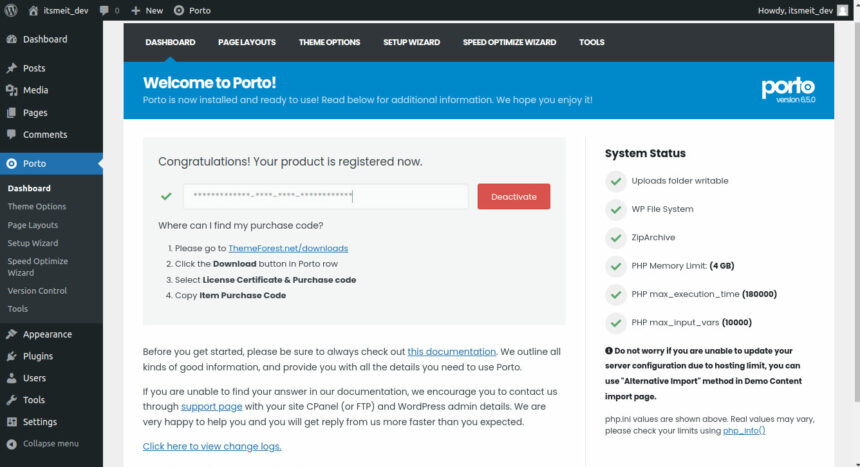 itsmeit_dev 0 New Porto Howdy, itsmeit_dev
Dashboard
Posts
Media
Pages
Comments
Porto
Dashboard
Theme Options
Page Layouts
Setup Wizard
Speed Optimize
Wizard
Version Control
Tools
Appearance
Plugins
Users
Tools
Settings
Collapse menu
DASHBOARD PAGE LAYOUTS THEME OPTIONS SETUP WIZARD SPEED OPTIMIZE WIZARD TOOLS
Welcome to Porto!
Porto is now installed and ready to use! Read below for additional information. We hope you enjoy it!
porto
version 6.5.0
Congratulations! Your product is registered now.
*************-****-****-************
Deactivate
Where can I find my purchase code?
1. Please go to ThemeForest.net/downloads
2. Click the Download button in Porto row
3. Select License Certificate & Purchase code
4. Copy Item Purchase Code
Before you get started, please be sure to always check out this documentation. We outline all
kinds of good information, and provide you with all the details you need to use Porto.
If you are unable to find your answer in our documentation, we encourage you to contact us
through support page with your site CPanel (or FTP) and WordPress admin details. We are
very happy to help you and you will get reply from us more faster than you expected.
Click here to view change logs.
System Status
Uploads folder writable
WP File System
ZipArchive
PHP Memory Limit: (4 GB)
PHP max_execution_time (180000)
PHP max_input_vars (10000)
Do not worry if you are unable to update your
server configuration due to hosting limit, you can
use "Alternative Import" method in Demo Content
import page.
php.ini values are shown above. Real values may vary,
please check your limits using php_info()